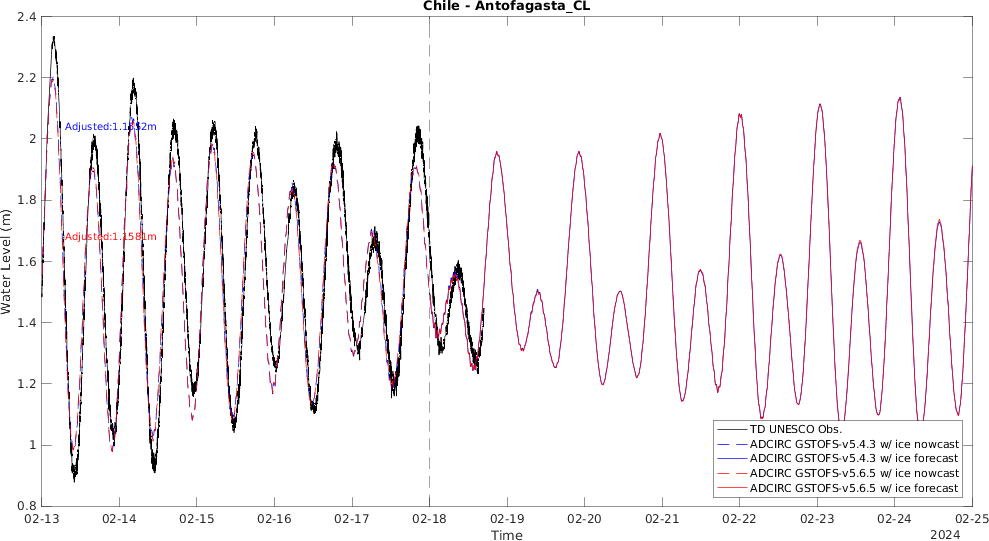 Chile - Antofagasta_CL
2.4
2.2
2
1.8
1.6
1.4
1.2
1
0.8
Water Level (m)
Adjusted:1.1352m
Adjusted:1.1581m
TD UNESCO Obs.
ADCIRC GSTOFS-v5.4.3 w/ ice nowcast
ADCIRC GSTOFS-v5.4.3 w/ ice forecast
ADCIRC GSTOFS-v5.6.5 w/ ice nowcast
ADCIRC GSTOFS-v5.6.5 w/ ice forecast
02-13 02-14 02-15 02-16 02-17 02-18 02-19 02-20 02-21 02-22 02-23 02-24 02-25
Time
2024